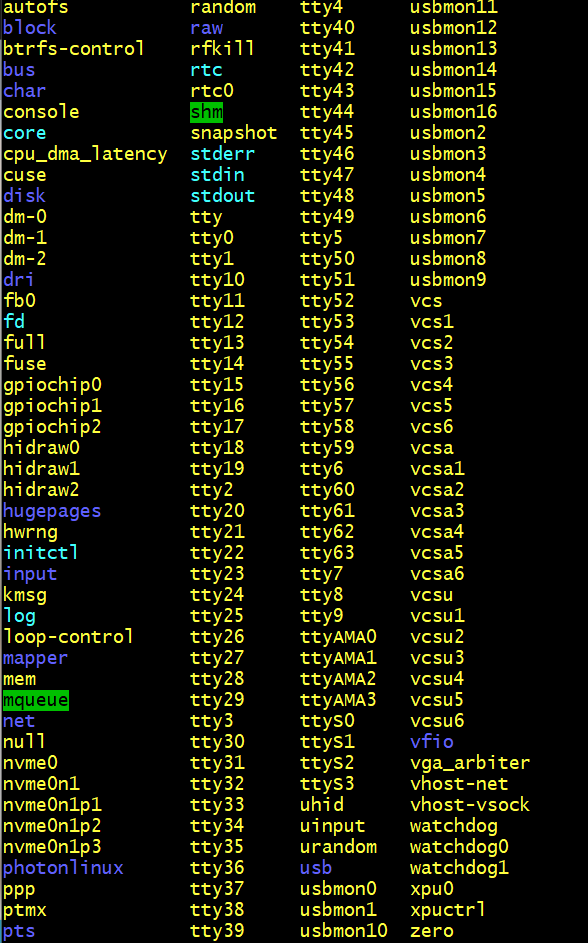 autofs random tty4 usbmon11
block raw tty40 usbmon12
btrfs-control rfkill tty41 usbmon13
bus rtc tty42 usbmon14
char rtc0 tty43 usbmon15
console shm tty44 usbmon16
core snapshot tty45 usbmon2
cpu_dma_latency stderr tty46 usbmon3
cuse stdin tty47 usbmon4
disk stdout tty48 usbmon5
dm-0 tty tty49 usbmon6
dm-1 tty0 tty5 usbmon7
dm-2 tty1 tty50 usbmon8
dri tty10 tty51 usbmon9
fb0 tty11 tty52 vcs
fd tty12 tty53 vcs1
full tty13 tty54 vcs2
fuse tty14 tty55 vcs3
gpiochip0 tty15 tty56 vcs4
gpiochip1 tty16 tty57 vcs5
gpiochip2 tty17 tty58 vcs6
hidraw0 tty18 tty59 vcsa
hidraw1 tty19 tty6 vcsa1
hidraw2 tty2 tty60 vcsa2
hugepages tty20 tty61 vcsa3
hwrng tty21 tty62 vcsa4
initctl tty22 tty63 vcsa5
input tty23 tty7 vcsa6
kmsg tty24 tty8 vcsu
log tty25 tty9 vcsu1
loop-control tty26 ttyAMA0 vcsu2
mapper tty27 ttyAMA1 vcsu3
mem tty28 ttyAMA2 vcsu4
mqueue tty29 ttyAMA3 vcsu5
net tty3 ttyS0 vcsu6
null tty30 ttyS1 vfio
nvme0 tty31 ttyS2 vga_arbiter
nvme0n1 tty32 ttyS3 vhost-net
nvme0n1p1 tty33 uhid vhost-vsock
nvme0n1p2 tty34 uinput watchdog
nvme0n1p3 tty35 urandom watchdog0
photonlinux tty36 usb watchdog1
ppp tty37 usbmon0 xpu0
ptmx tty38 usbmon1 xpuctrl
pts tty39 usbmon10 zero